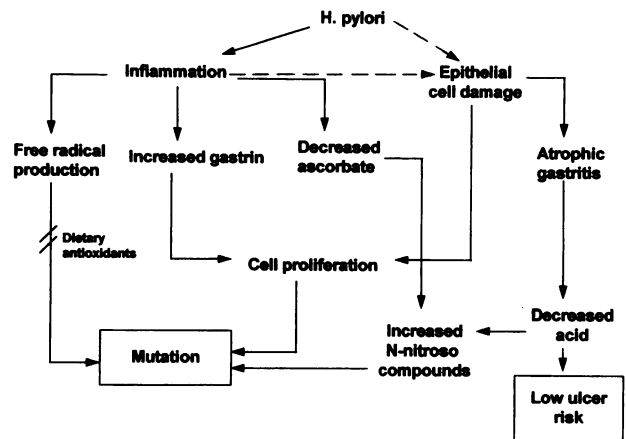 H. pylori
Inflammation
Epithelial
cell damage
Free radical
production
Increased gastrin
Decreased
ascorbate
Atrophic
gastritis
Dietary
antioxidants
Cell proliferation
Mutation
Increased
N-nitroso
compounds
Decreased
acid
Low ulcer
risk